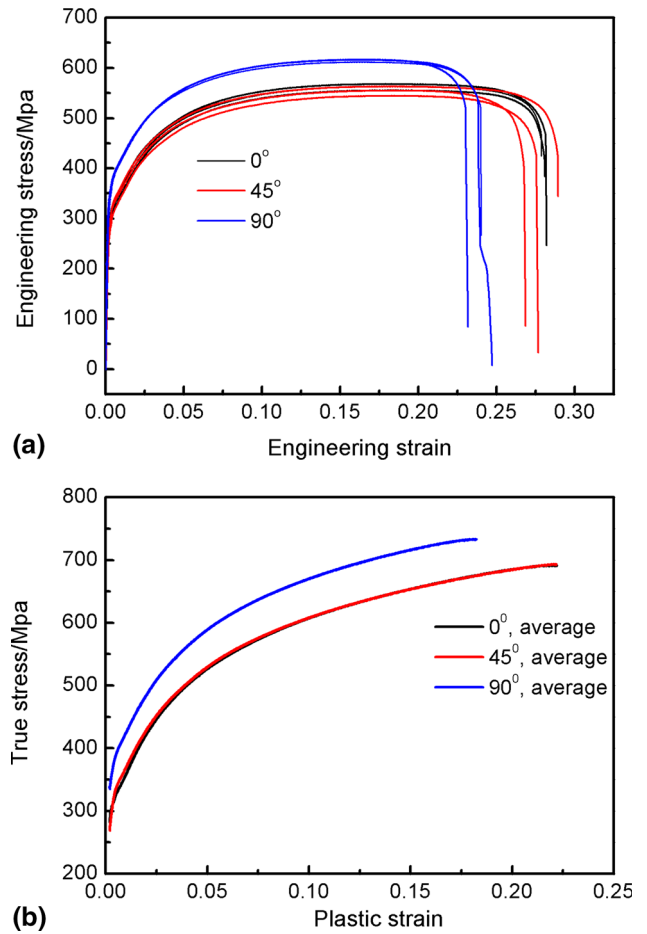 700
600
500
400
300
200
100
0
Engineering stress/Mpa
0°
45°
90°
0.00 0.05 0.10 0.15 0.20 0.25 0.30
(a)
Engineering strain
800
700
600
500
400
300
200
True stress/Mpa
0⁰, average
45⁰, average
90⁰, average
0.00 0.05 0.10 0.15 0.20 0.25
(b)
Plastic strain